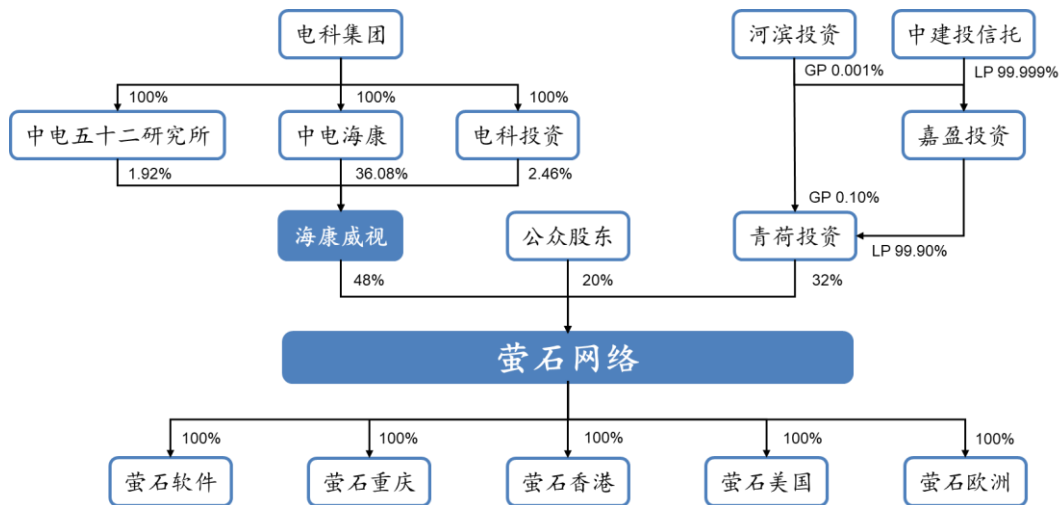 电科集团
河滨投资
中建投信托
GP 0.001%
LP 99.999%
100%
100%
100%
中电五十二研究所
中电海康
电科投资
嘉盈投资
1.92%
36.08%
2.46%
GP 0.10%
海康威视
公众股东
青荷投资
LP 99.90%
48%
20%
32%
萤石网络
100%
100%
100%
100%
100%
萤石软件
萤石重庆
萤石香港
萤石美国
萤石欧洲